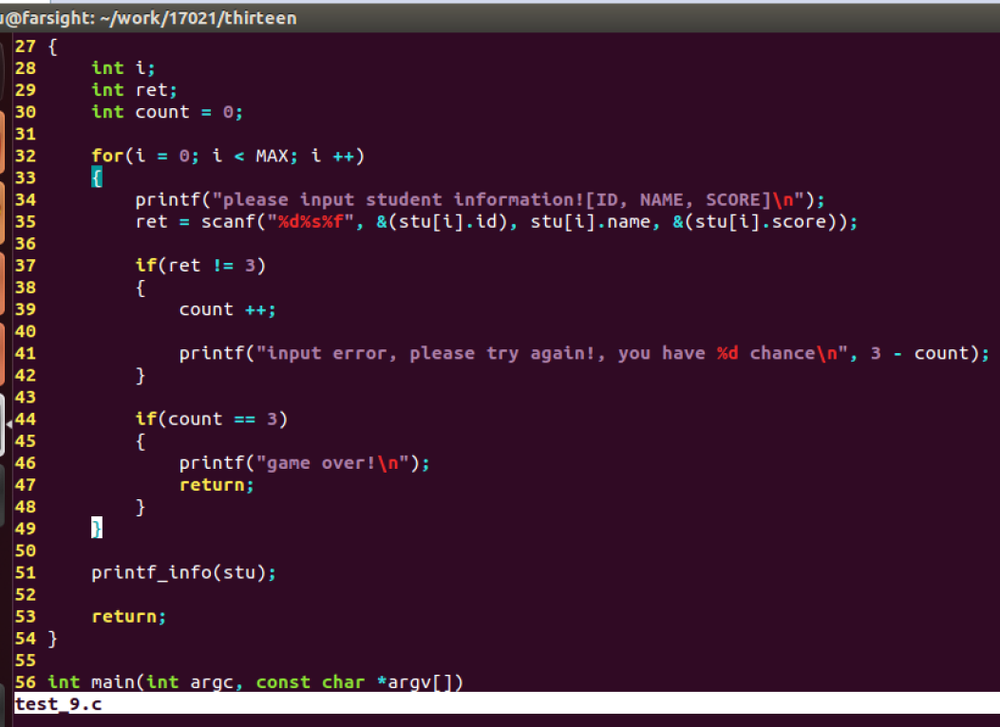 u@farsight: ~/work/17021/thirteen
27 {
28     int i;
29     int ret;
30     int count = 0;
31
32     for(i = 0; i < MAX; i ++)
33     {
34         printf("please input student information![ID, NAME, SCORE]\n");
35         ret = scanf("%d%s%f", &(stu[i].id), stu[i].name, &(stu[i].score));
36
37         if(ret != 3)
38         {
39             count ++;
40
41             printf("input error, please try again!, you have %d chance\n", 3 - count);
42         }
43
44         if(count == 3)
45         {
46             printf("game over!\n");
47             return;
48         }
49     }
50
51     printf_info(stu);
52
53     return;
54 }
55
56 int main(int argc, const char *argv[])
test_9.c